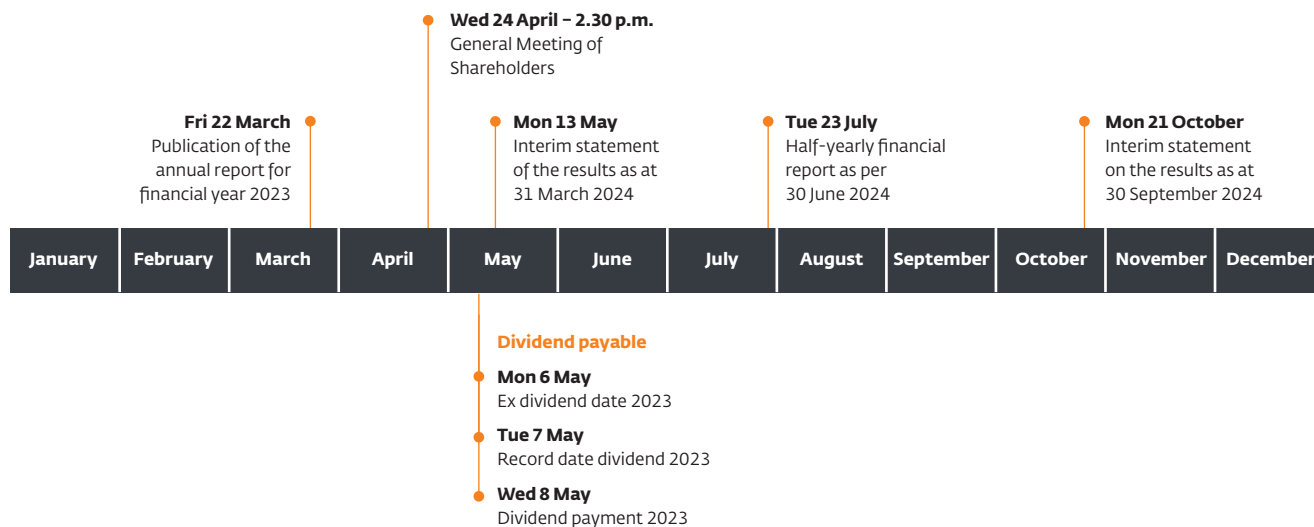 Wed 24 April – 2.30 p.m.
General Meeting of
Shareholders
Fri 22 March
Publication of the
annual report for
financial year 2023
Mon 13 May
Interim statement
of the results as at
31 March 2024
Tue 23 July
Half-yearly financial
report as per
30 June 2024
Mon 21 October
Interim statement
on the results as at
30 September 2024
January February March April May June July August September October November December
Dividend payable
Mon 6 May
Ex dividend date 2023
Tue 7 May
Record date dividend 2023
Wed 8 May
Dividend payment 2023